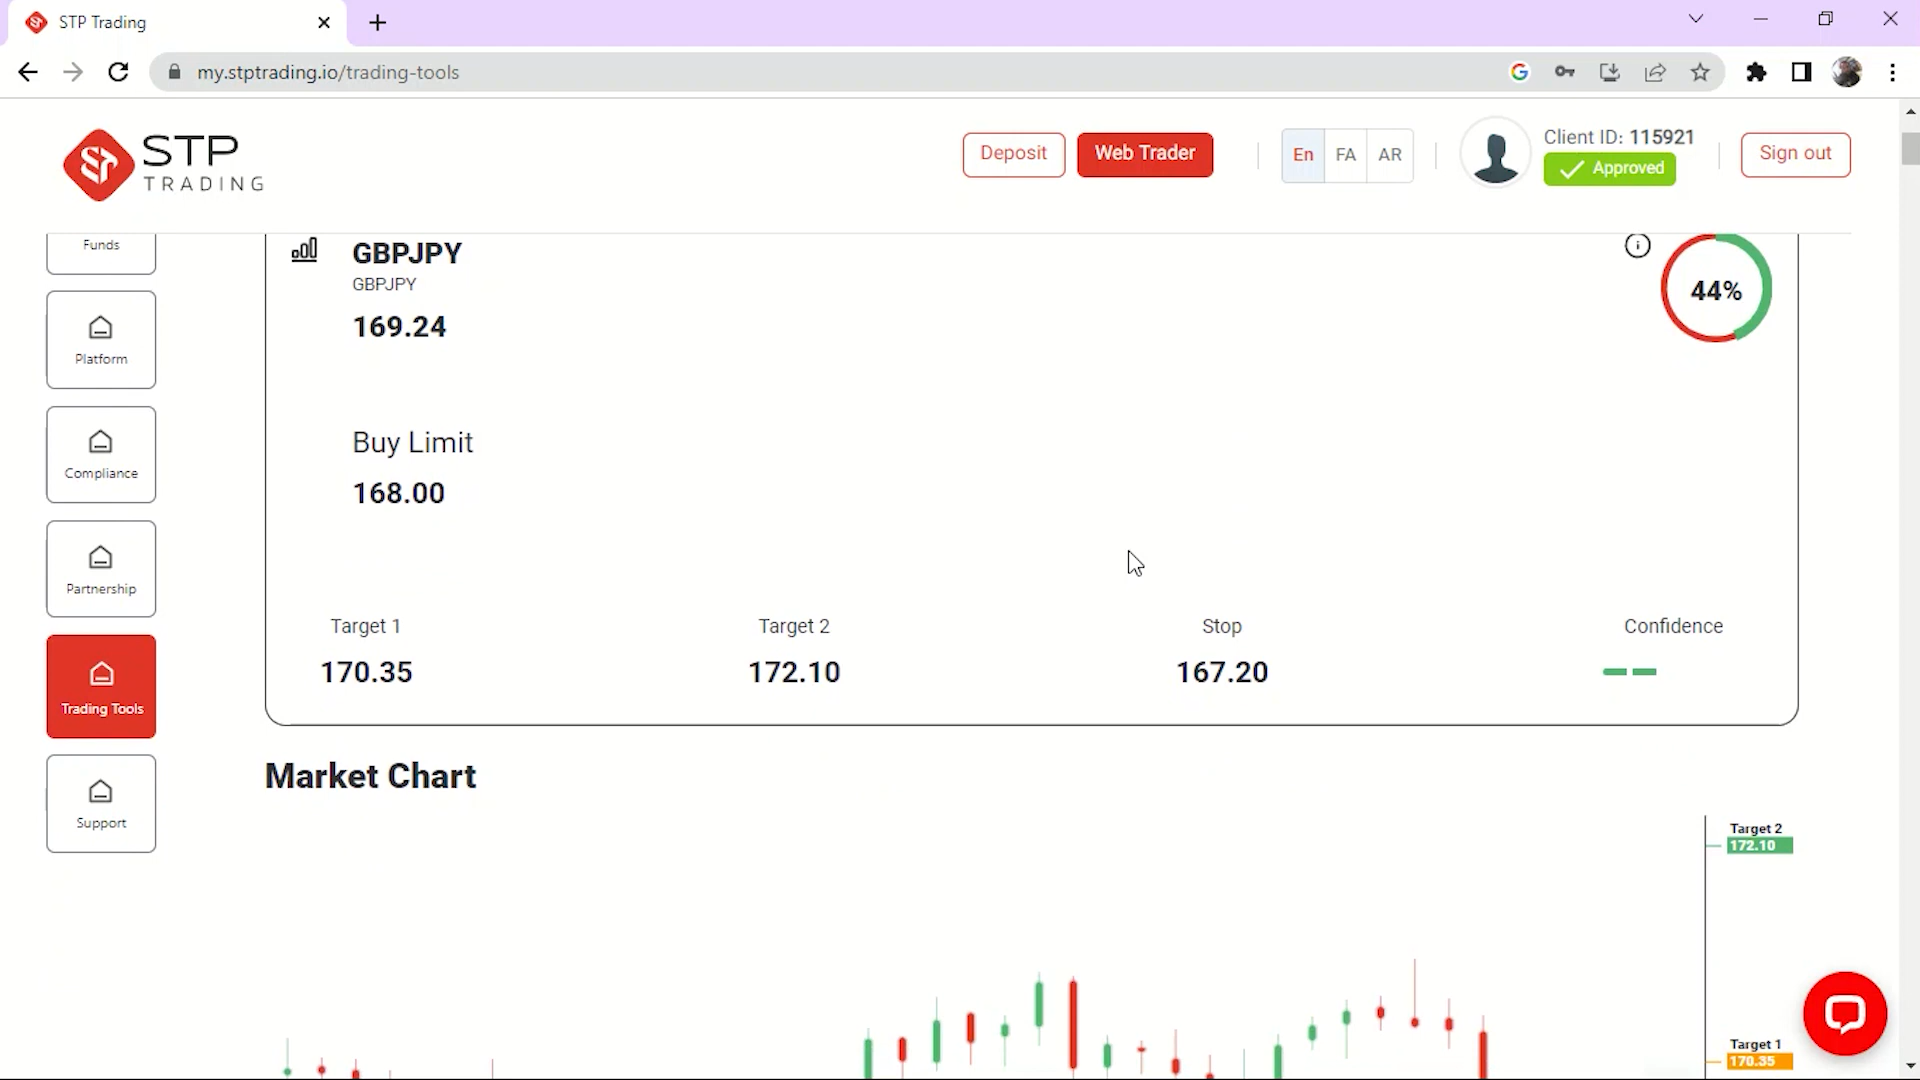 STP Trading
my.stptrading.io/trading-tools
STP
TRADING
Deposit
Web Trader
En
FA
AR
Client ID: 115921
Approved
Sign out
Funds
Platform
Compliance
Partnership
Trading Tools
Support
GBPJPY
GBPJPY
169.24
44%
Buy Limit
168.00
Target 1
170.35
Target 2
172.10
Stop
167.20
Confidence
Market Chart
Target 2
172.10
Target 1
170.35